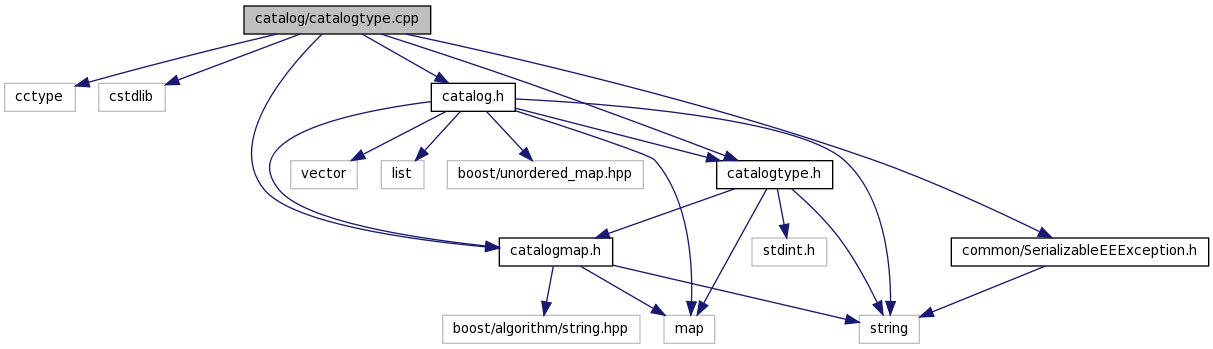 catalog/catalogtype.cpp
cctype
cstdlib
catalog.h
vector
list
boost/unordered_map.hpp
catalogtype.h
catalogmap.h
stdint.h
common/SerializableEEException.h
boost/algorithm/string.hpp
map
string